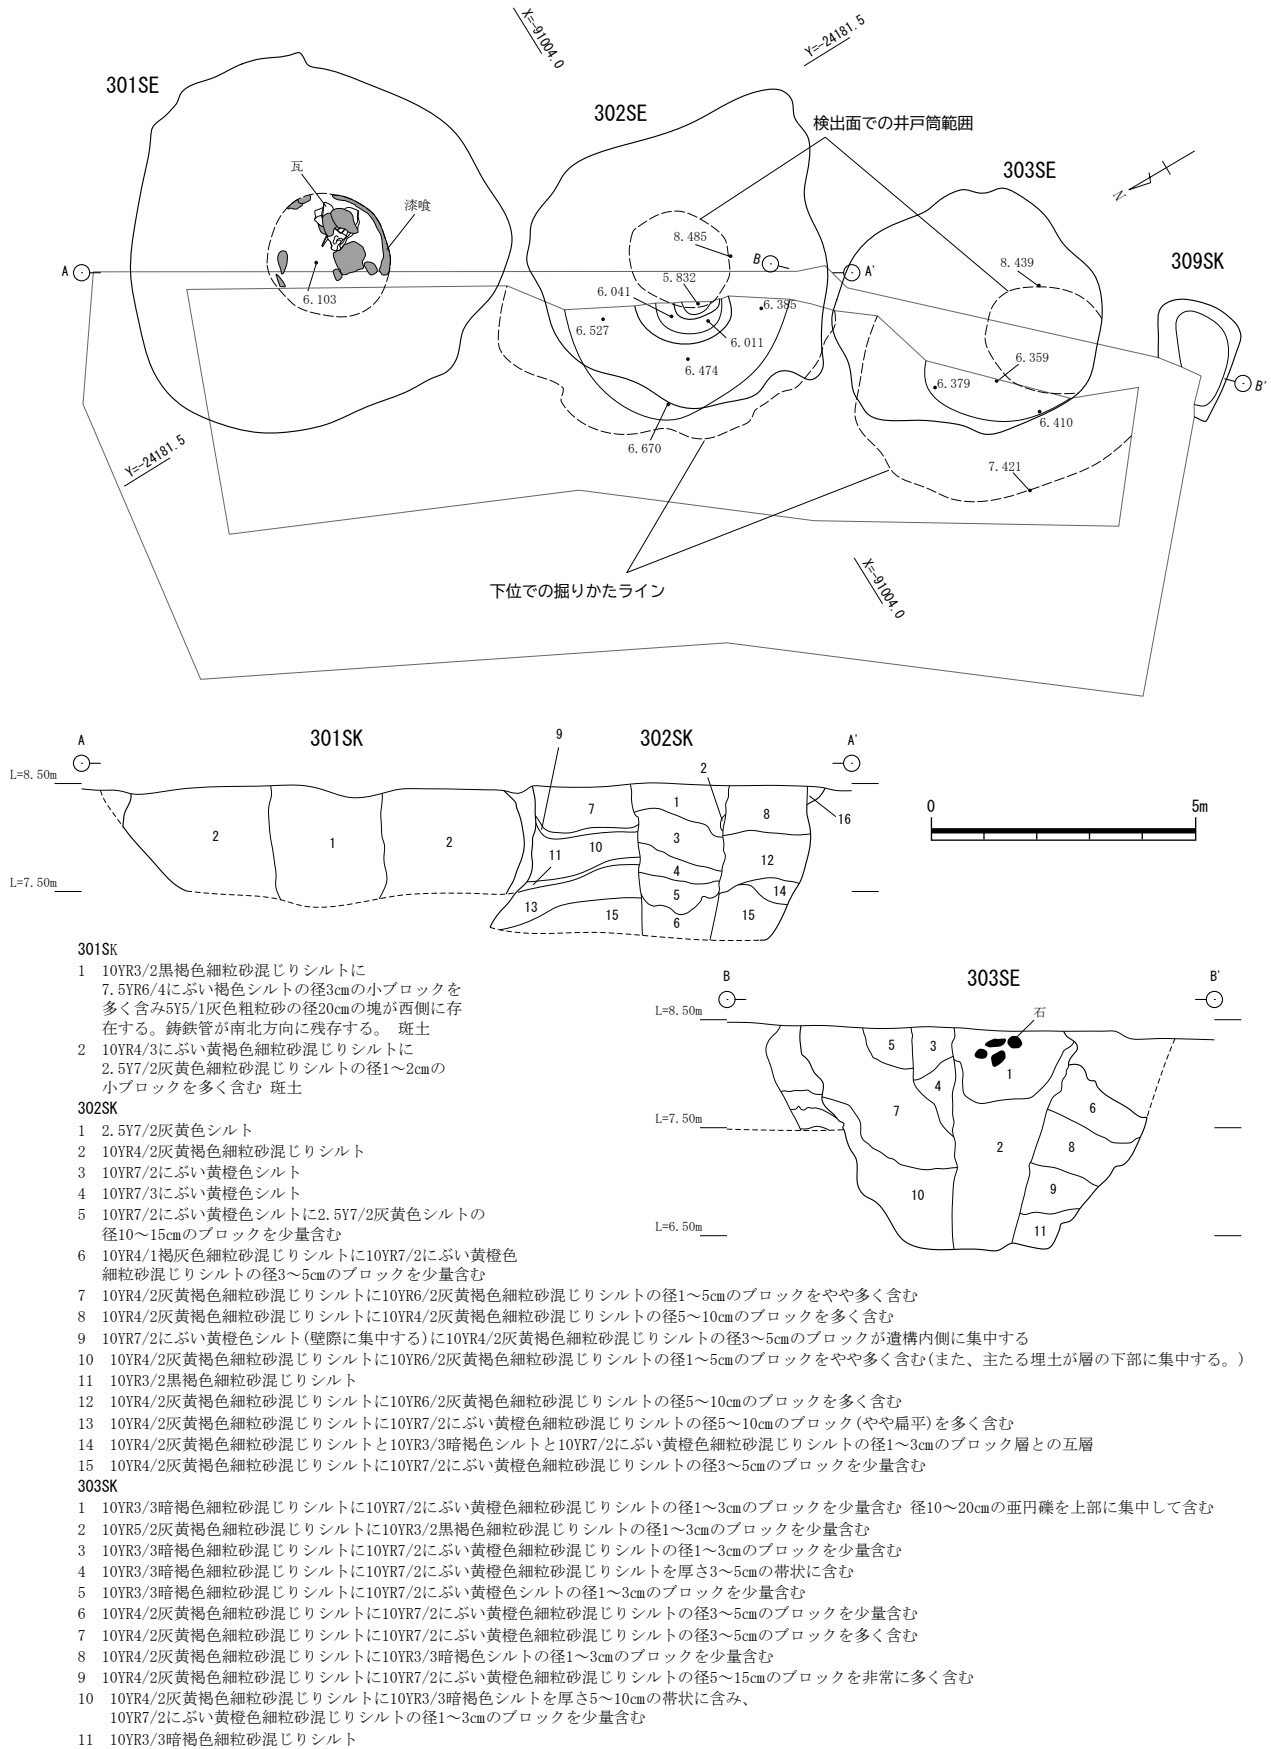 X=-91004.0
Y=-24181.5
301SE
302SE
検出面での井戸筒範囲
303SE
N
瓦
漆喰
309SK
8.485
B
A
A'
8.439
5.832
6.041
6.103
6.385
6.527
6.011
6.359
6.474
6.379
B'
6.410
6.670
Y=-24181.5
7.421
下位での掘りかたライン
X=-91004.0
A
301SK
9
302SK
A'
L=8.50m
2
7
1
8
16
0
5m
2
1
2
3
11
10
12
4
5
14
13
15
6
15
L=7.50m
301SK
1 10YR3/2黒褐色細粒砂混じりシルトに
7.5YR6/4にぶい褐色シルトの径3cmの小ブロックを
多く含み5Y5/1灰色粗粒砂の径20cmの塊が西側に存
在する。鋳鉄管が南北方向に残存する。 斑土
2 10YR4/3にぶい黄褐色細粒砂混じりシルトに
2.5Y7/2灰黄色細粒砂混じりシルトの径1～2cmの
小ブロックを多く含む 斑土
B
303SE
B'
L=8.50m
石
5
3
1
4
7
6
L=7.50m
2
8
10
9
11
L=6.50m
302SK
1 2.5Y7/2灰黄色シルト
2 10YR4/2灰黄褐色細粒砂混じりシルト
3 10YR7/2にぶい黄橙色シルト
4 10YR7/3にぶい黄橙色シルト
5 10YR7/2にぶい黄橙色シルトに2.5Y7/2灰黄色シルトの
径10～15cmのブロックを少量含む
6 10YR4/1褐灰色細粒砂混じりシルトに10YR7/2にぶい黄橙色
細粒砂混じりシルトの径3～5cmのブロックを少量含む
7 10YR4/2灰黄褐色細粒砂混じりシルトに10YR6/2灰黄褐色細粒砂混じりシルトの径1～5cmのブロックをやや多く含む
8 10YR4/2灰黄褐色細粒砂混じりシルトに10YR4/2灰黄褐色細粒砂混じりシルトの径5～10cmのブロックを多く含む
9 10YR7/2にぶい黄橙色シルト(壁際に集中する)に10YR4/2灰黄褐色細粒砂混じりシルトの径3～5cmのブロックが遺構内側に集中する
10 10YR4/2灰黄褐色細粒砂混じりシルトに10YR6/2灰黄褐色細粒砂混じりシルトの径1～5cmのブロックをやや多く含む(また、主たる埋土が層の下部に集中する。)
11 10YR3/2黒褐色細粒砂混じりシルト
12 10YR4/2灰黄褐色細粒砂混じりシルトに10YR6/2灰黄褐色細粒砂混じりシルトの径5～10cmのブロックを多く含む
13 10YR4/2灰黄褐色細粒砂混じりシルトに10YR7/2にぶい黄橙色細粒砂混じりシルトの径5～10cmのブロック(やや扁平)を多く含む
14 10YR4/2灰黄褐色細粒砂混じりシルトと10YR3/3暗褐色シルトと10YR7/2にぶい黄橙色細粒砂混じりシルトの径1～3cmのブロック層との互層
15 10YR4/2灰黄褐色細粒砂混じりシルトに10YR7/2にぶい黄橙色細粒砂混じりシルトの径3～5cmのブロックを少量含む
303SK
1 10YR3/3暗褐色細粒砂混じりシルトに10YR7/2にぶい黄橙色細粒砂混じりシルトの径1～3cmのブロックを少量含む 径10～20cmの亜円礫を上部に集中して含む
2 10YR5/2灰黄褐色細粒砂混じりシルトに10YR3/2黒褐色細粒砂混じりシルトの径1～3cmのブロックを少量含む
3 10YR3/3暗褐色細粒砂混じりシルトに10YR7/2にぶい黄橙色細粒砂混じりシルトの径1～3cmのブロックを少量含む
4 10YR3/3暗褐色細粒砂混じりシルトに10YR7/2にぶい黄橙色細粒砂混じりシルトを厚さ3～5cmの帯状に含む
5 10YR3/3暗褐色細粒砂混じりシルトに10YR7/2にぶい黄橙色シルトの径1～3cmのブロックを少量含む
6 10YR4/2灰黄褐色細粒砂混じりシルトに10YR7/2にぶい黄橙色細粒砂混じりシルトの径3～5cmのブロックを少量含む
7 10YR4/2灰黄褐色細粒砂混じりシルトに10YR7/2にぶい黄橙色細粒砂混じりシルトの径3～5cmのブロックを多く含む
8 10YR4/2灰黄褐色細粒砂混じりシルトに10YR3/3暗褐色シルトの径1～3cmのブロックを少量含む
9 10YR4/2灰黄褐色細粒砂混じりシルトに10YR7/2にぶい黄橙色細粒砂混じりシルトの径5～15cmのブロックを非常に多く含む
10 10YR4/2灰黄褐色細粒砂混じりシルトに10YR3/3暗褐色シルトを厚さ5～10cmの帯状に含み、
10YR7/2にぶい黄橙色細粒砂混じりシルトの径1～3cmのブロックを少量含む
11 10YR3/3暗褐色細粒砂混じりシルト